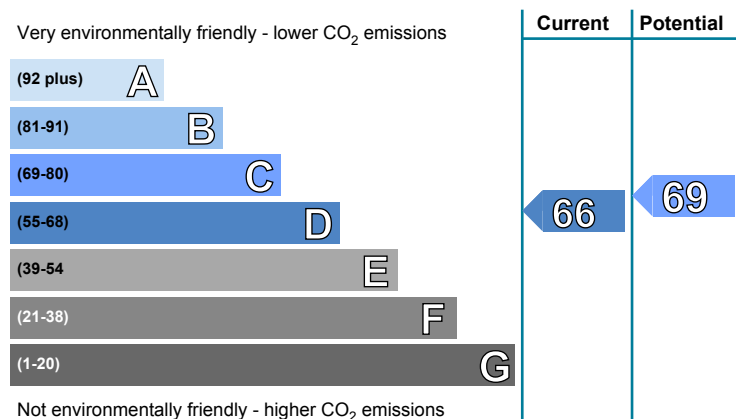 Current Potential
Very environmentally friendly - lower CO₂ emissions
(92 plus) A
(81-91) B
(69-80) C
(55-68) D
66
69
(39-54 E
(21-38) F
(1-20) G
Not environmentally friendly - higher CO₂ emissions